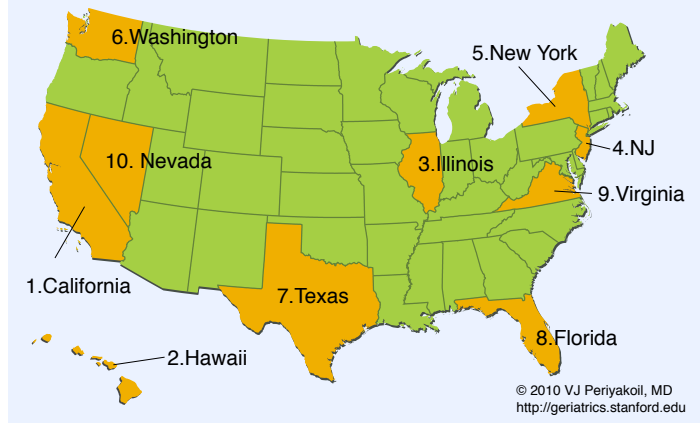 6.Washington
5.New York
10. Nevada
3.Illinois
4.NJ
9.Virginia
1.California
7.Texas
8.Florida
2.Hawaii
© 2010 VJ Periyakoil, MD
http://geriatrics.stanford.edu